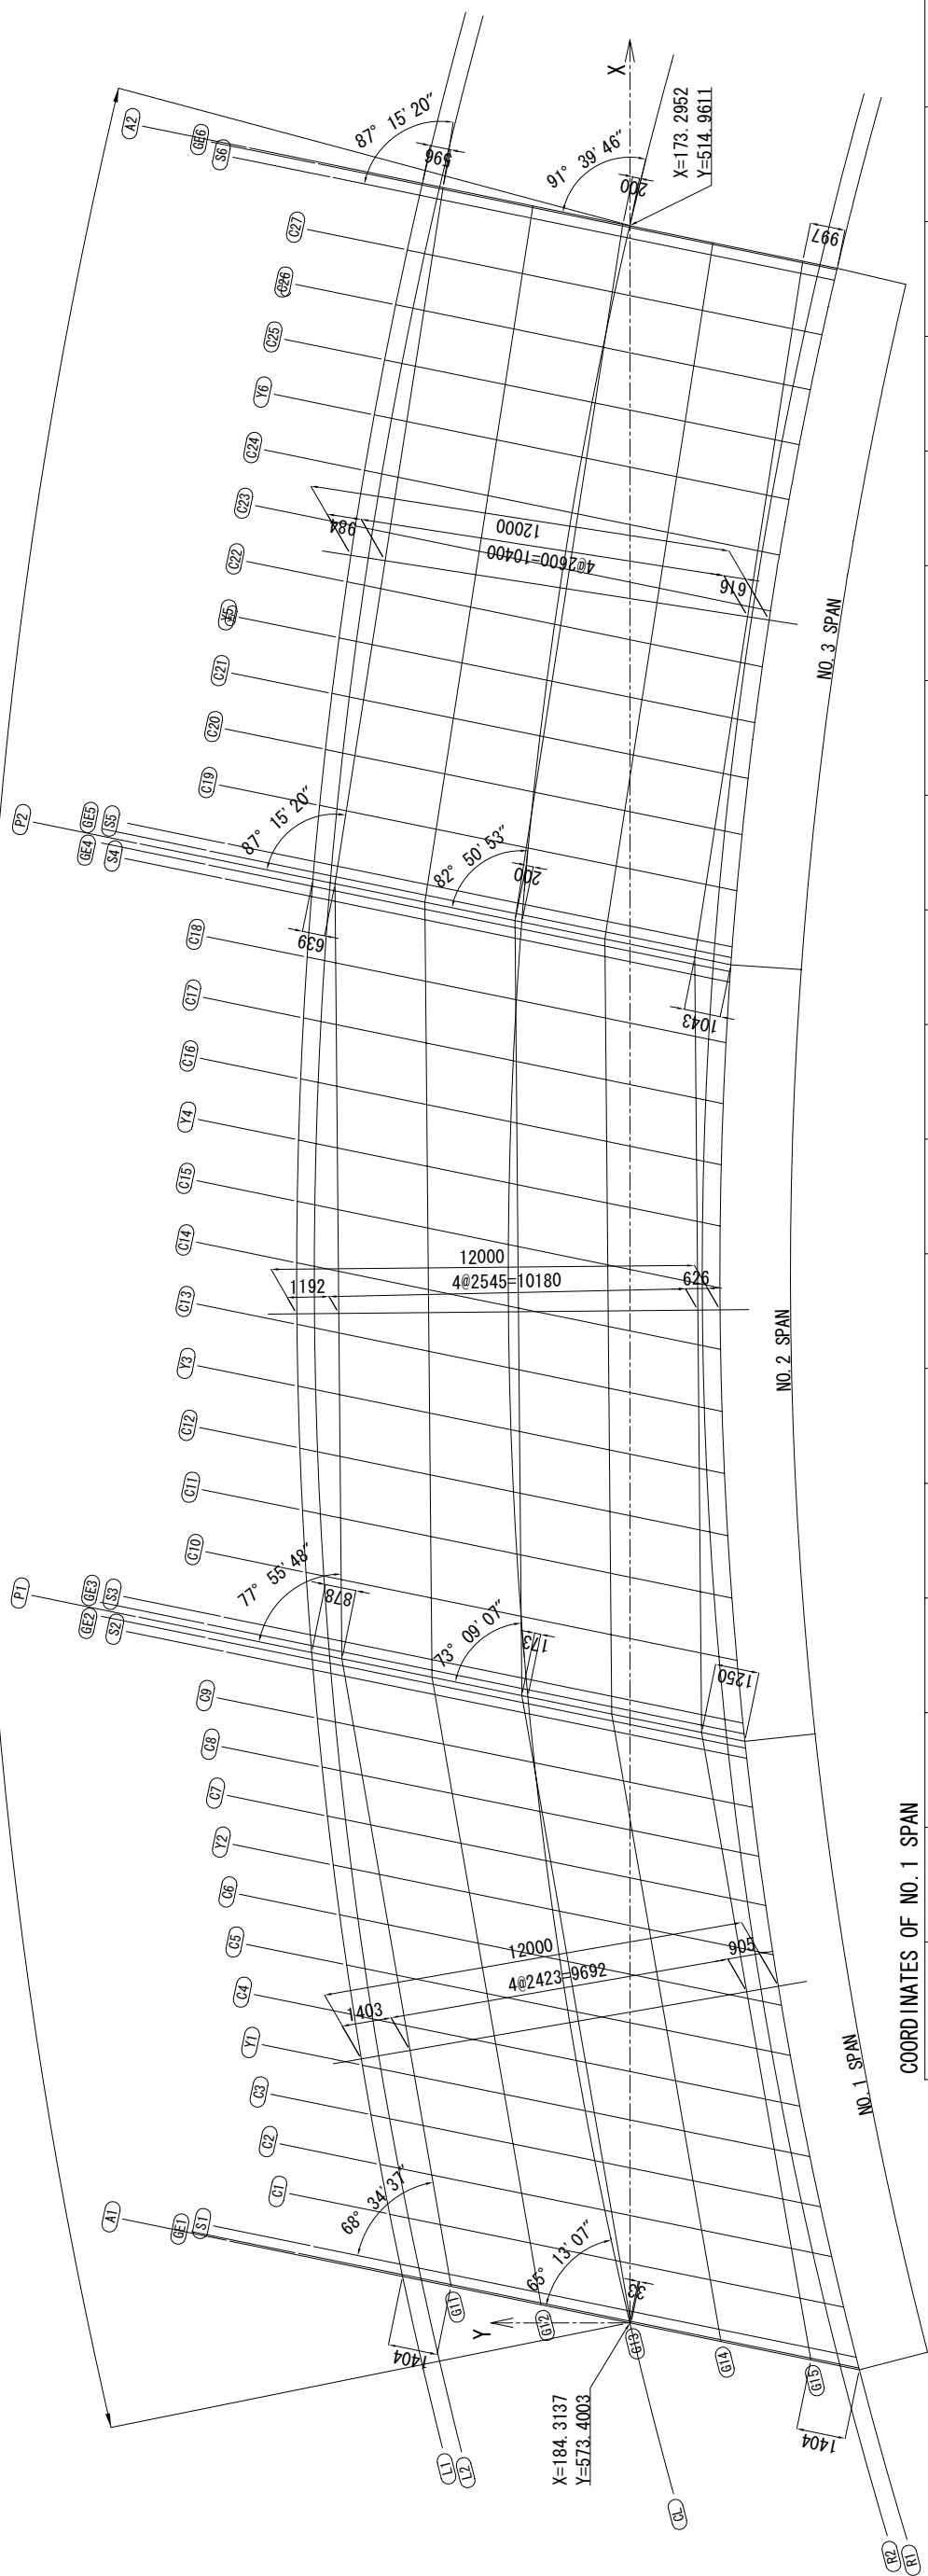 A2
GE6
S6
87° 15' 20"
596
91° 39' 46"
200
X
X=173.2952
Y=514.9611
997
C27
C26
C25
Y6
C24
C23
C22
Y5
C21
C20
C19
984
12000
4@2600=10400
616
NO.3 SPAN
P2
GE5
GE4
S5
S4
87° 15' 20"
82° 50' 53"
200
639
1043
C18
C17
C16
Y4
C15
C14
C13
Y3
C12
C11
C10
12000
1192
4@2545=10180
626
NO.2 SPAN
P1
GE3
GE2
S3
S2
77° 55' 48"
878
73° 09' 07"
173
1250
C9
C8
C7
Y2
C6
C5
C4
Y1
C3
C2
C1
12000
905
4@2423=9692
1403
NO.1 SPAN
COORDINATES OF NO.1 SPAN
A1
GE1
S1
68° 34' 37"
65° 13' 07"
33
1404
G11
G12
Y
G13
G14
G15
1404
X=184.3137
Y=573.4003
L1
L2
CL
R2
R1